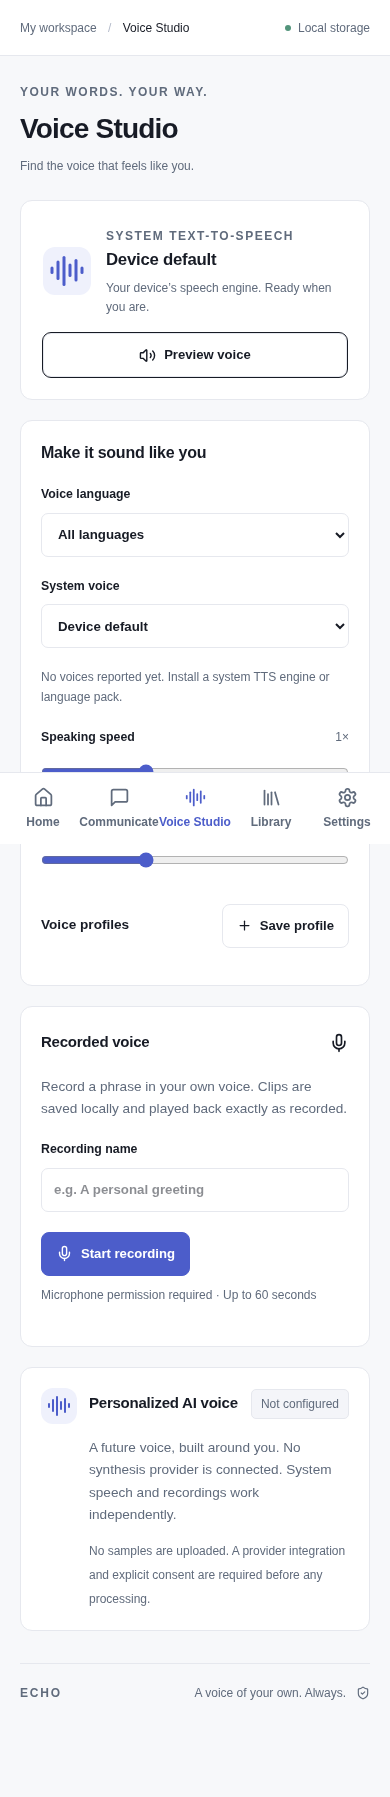 My workspace / Voice Studio
Local storage
YOUR WORDS. YOUR WAY.
Voice Studio
Find the voice that feels like you.
SYSTEM TEXT-TO-SPEECH
Device default
Your device’s speech engine. Ready when
you are.
Preview voice
Make it sound like you
Voice language
All languages
System voice
Device default
No voices reported yet. Install a system TTS engine or
language pack.
Speaking speed
1×
Home
Communicate
Voice Studio
Library
Settings
Voice profiles
Save profile
Recorded voice
Record a phrase in your own voice. Clips are
saved locally and played back exactly as recorded.
Recording name
e.g. A personal greeting
Start recording
Microphone permission required · Up to 60 seconds
Personalized AI voice
Not configured
A future voice, built around you. No
synthesis provider is connected. System
speech and recordings work
independently.
No samples are uploaded. A provider integration
and explicit consent are required before any
processing.
ECHO
A voice of your own. Always.